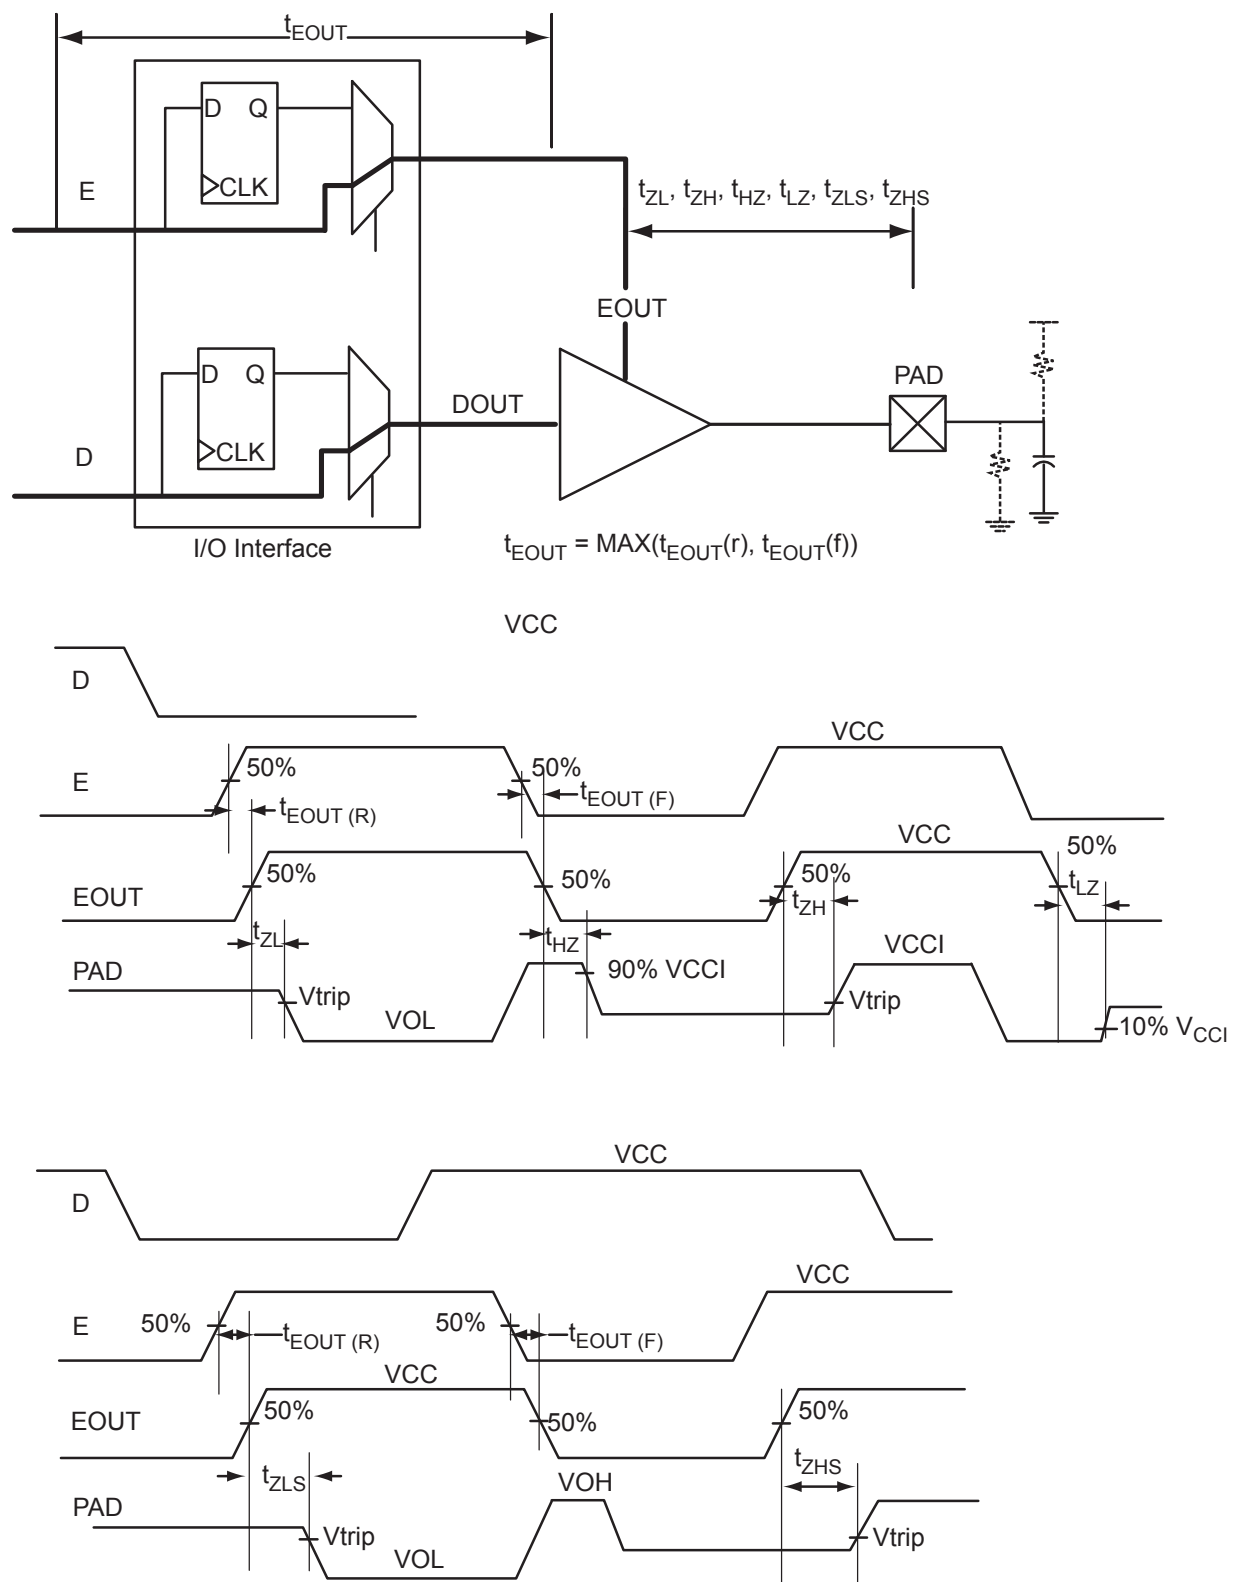 tEOUT
D Q
CLK
E
tZL, tZH, tHZ, tLZ, tZLS, tZHS
EOUT
D Q
CLK
DOUT
PAD
D
I/O Interface
tEOUT = MAX(tEOUT(r), tEOUT(f))
VCC
D
VCC
E
50%
50%
tEOUT (R)
tEOUT (F)
VCC
50%
EOUT
50%
50%
50%
tZL
tHZ
tZH
tLZ
PAD
90% VCCI
VCCI
Vtrip
VOL
Vtrip
10% VCCI
VCC
D
VCC
E
50%
50%
tEOUT (R)
tEOUT (F)
VCC
EOUT
50%
50%
50%
tZLS
tZHS
PAD
VOH
Vtrip
VOL
Vtrip